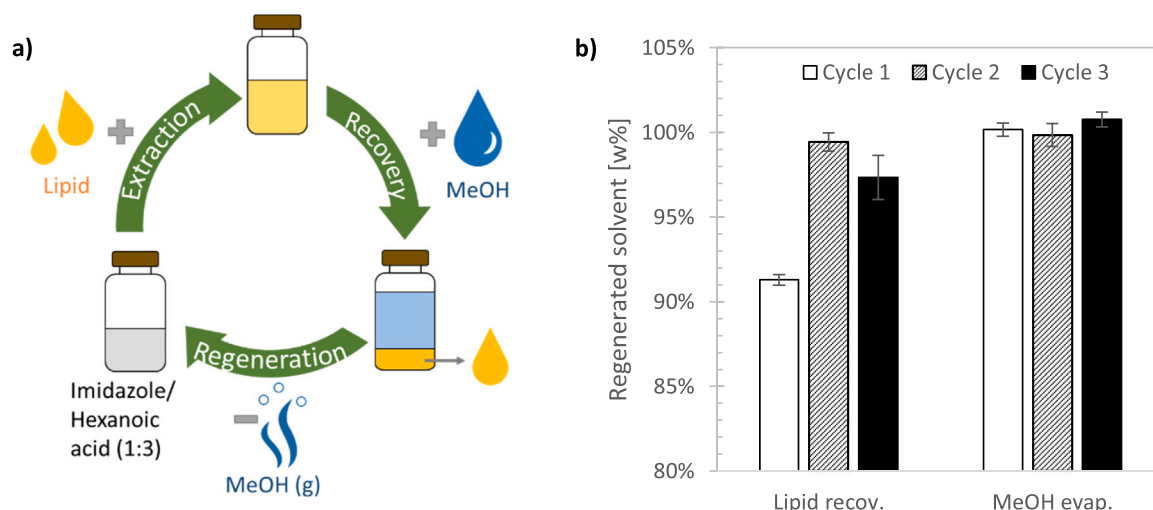 a)
Lipid
Extraction
Recovery
MeOH
Regeneration
Imidazole/
Hexanoic
acid (1:3)
MeOH (g)
b)
Regenerated solvent [w%]
105%
100%
95%
90%
85%
80%
Cycle 1 Cycle 2 Cycle 3
Lipid recov. MeOH evap.